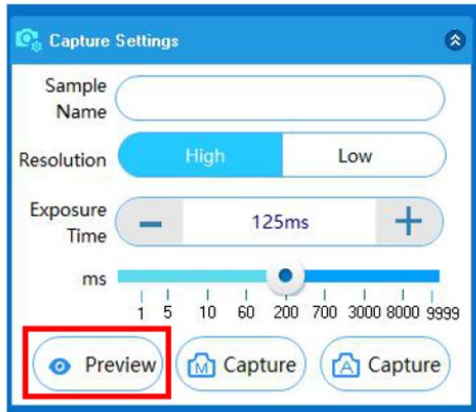 Capture Settings
Sample
Name
Resolution High Low
Exposure
Time
125ms
ms
1 5 10 60 200 700 3000 8000 9999
Preview M Capture A Capture